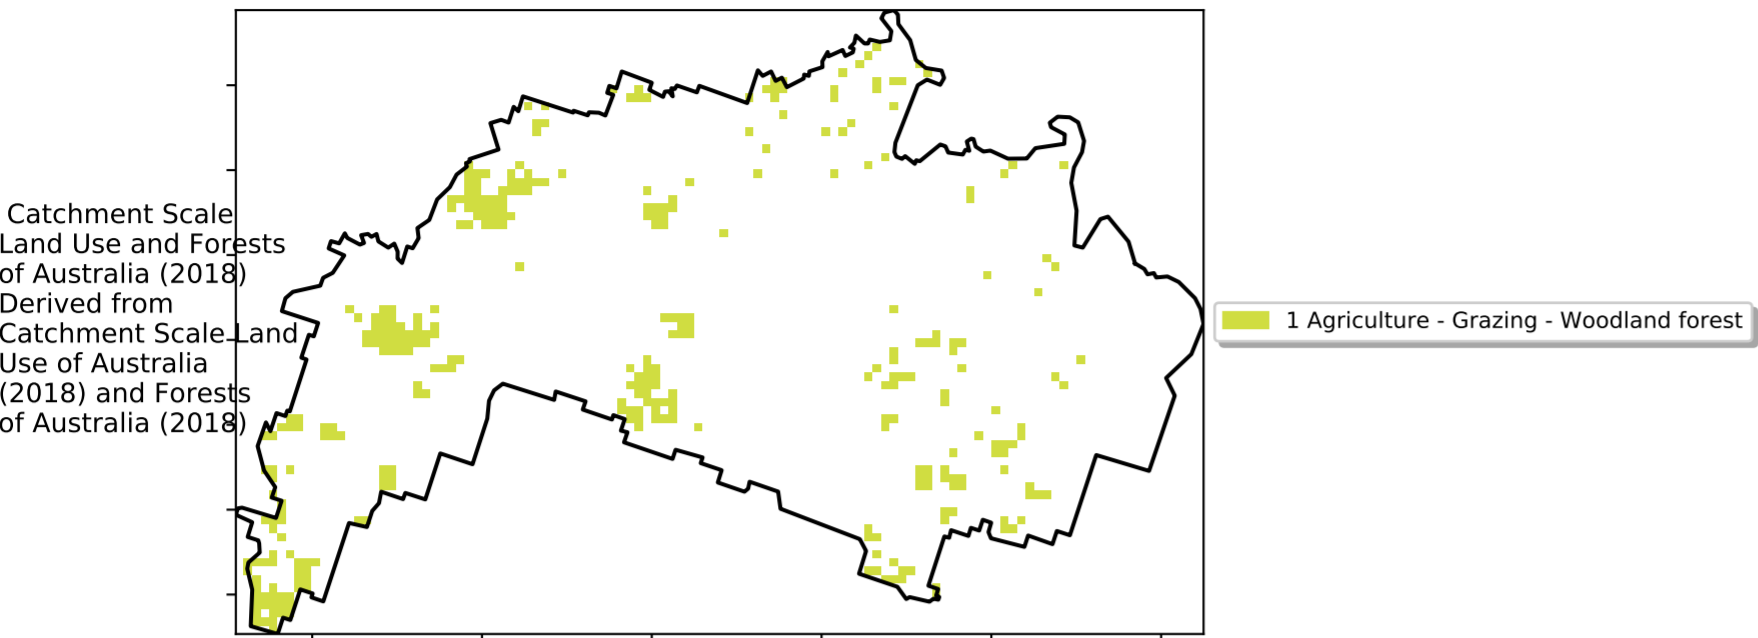 Catchment Scale
Land Use and Forests
of Australia (2018)
Derived from
Catchment Scale Land
Use of Australia
(2018) and Forests
of Australia (2018)
1 Agriculture - Grazing - Woodland forest